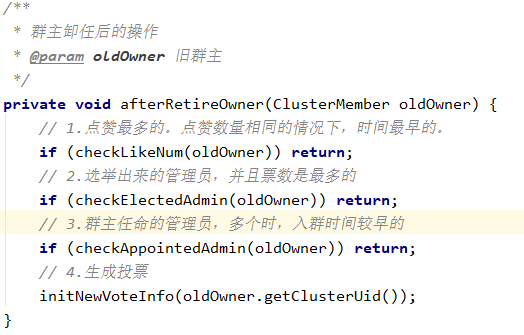 /**
 * 群主卸任后的操作
 * @param oldOwner 旧群主
 */
private void afterRetireOwner(ClusterMember oldOwner) {
    // 1.点赞最多的。点赞数量相同的情况下，时间最早的。
    if (checkLikeNum(oldOwner)) return;
    // 2.选举出来的管理员，并且票数是最多的
    if (checkElectedAdmin(oldOwner)) return;
    // 3.群主任命的管理员，多个时，入群时间较早的
    if (checkAppointedAdmin(oldOwner)) return;
    // 4.生成投票
    initNewVoteInfo(oldOwner.getClusterUid());
}